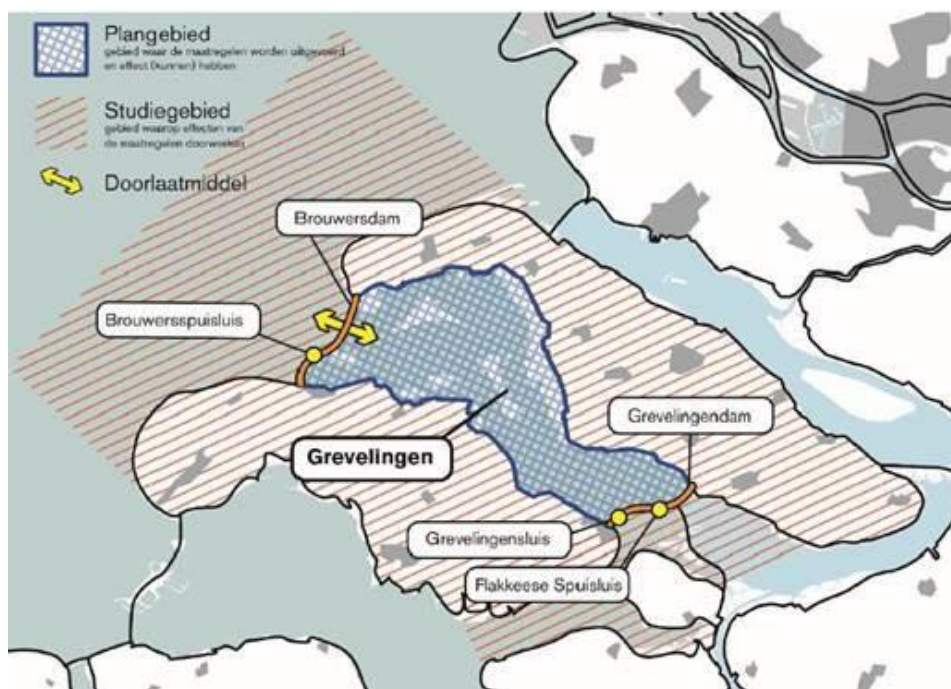 Plangebied
gebied waar de maatregelen worden uitgevoerd
en effect (kunnen) hebben
Studiegebied
gebied waarop effecten van
de maatregelen doorwerken
Doorlaatmiddel
Brouwersdam
Brouwersspuisluis
Grevelingendam
Grevelingen
Grevelingensluis
Flakkeese Spuisluis